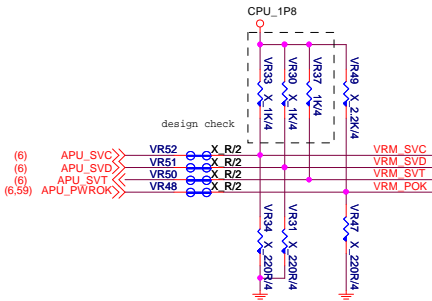 CPU_1P8
VR33 X_1K/4
VR30 X_1K/4
VR37 1K/4
VR49 X_2.2K/4
design check
(6) APU_SVC VR52 X_R/2 VRM_SVC
(6) APU_SVD VR51 X_R/2 VRM_SVD
(6) APU_SVT VR50 X_R/2 VRM_SVT
(6,59) APU_PWROK VR48 X_R/2 VRM_POK
VR34 X_220R/4
VR31 X_220R/4
VR47 X_220R/4